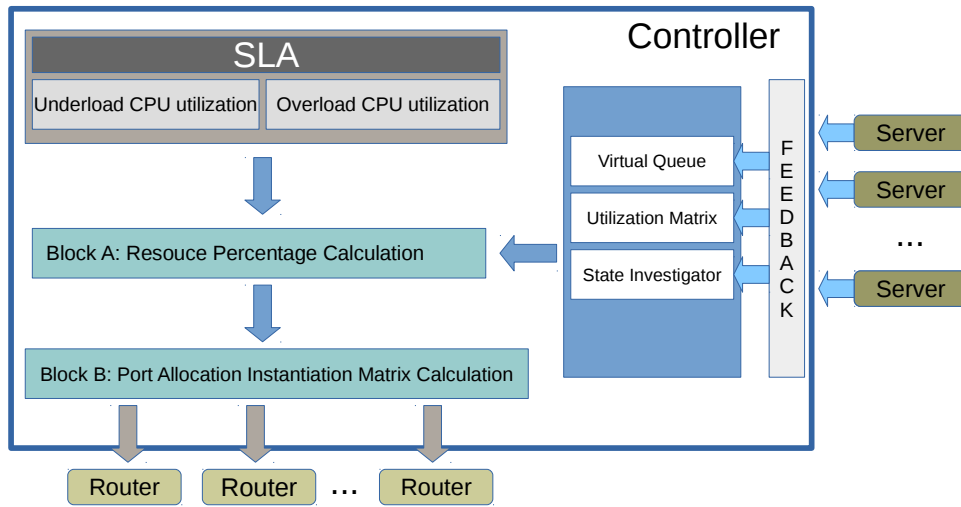 Controller
SLA
Underload CPU utilization
Overload CPU utilization
Virtual Queue
Utilization Matrix
State Investigator
FEEDBACK
Server
Server
...
Server
Block A: Resouce Percentage Calculation
Block B: Port Allocation Instantiation Matrix Calculation
Router
Router
...
Router